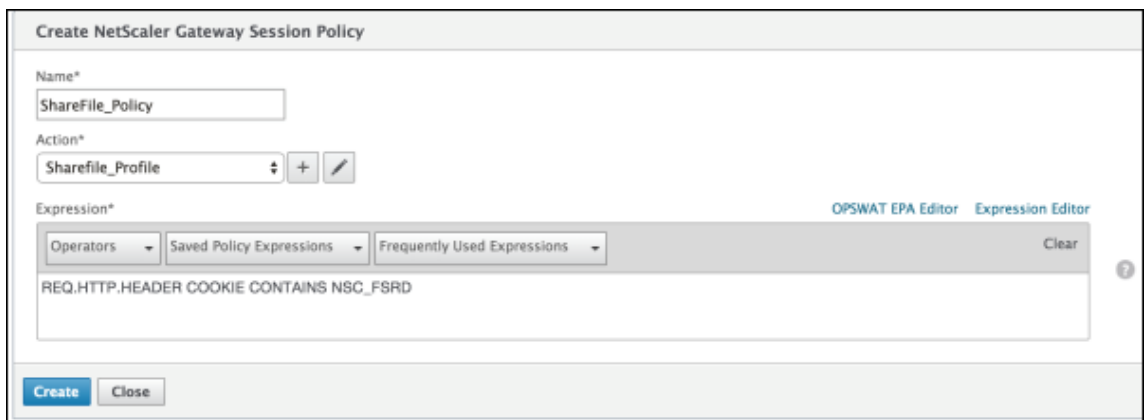 Create NetScaler Gateway Session Policy
Name*
ShareFile_Policy
Action*
Sharefile_Profile +
Expression* OPSWAT EPA Editor Expression Editor
Operators Saved Policy Expressions Frequently Used Expressions Clear
REQ.HTTP.HEADER COOKIE CONTAINS NSC_FSRD
?
Create Close